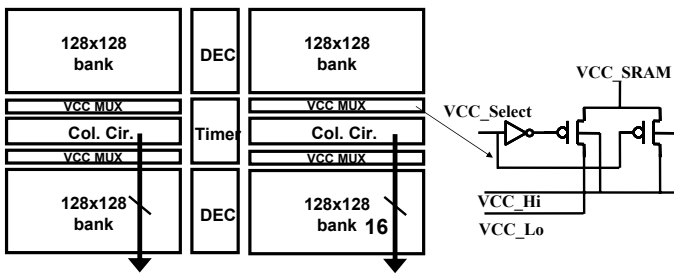 128x128
bank
DEC
128x128
bank
VCC MUX
VCC MUX
Col. Cir.
Timer
Col. Cir.
VCC MUX
VCC MUX
128x128
bank
DEC
128x128
bank 16
VCC_SRAM
VCC_Select
VCC_Hi
VCC_Lo